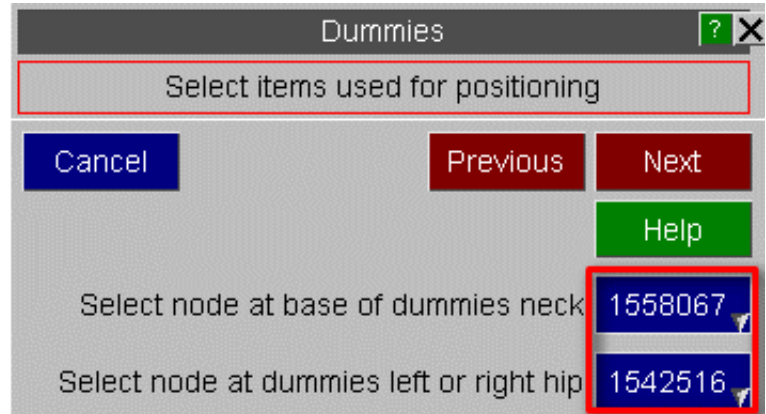 Dummies ? X
Select items used for positioning
Cancel Previous Next
Help
Select node at base of dummies neck 1558067
Select node at dummies left or right hip 1542516